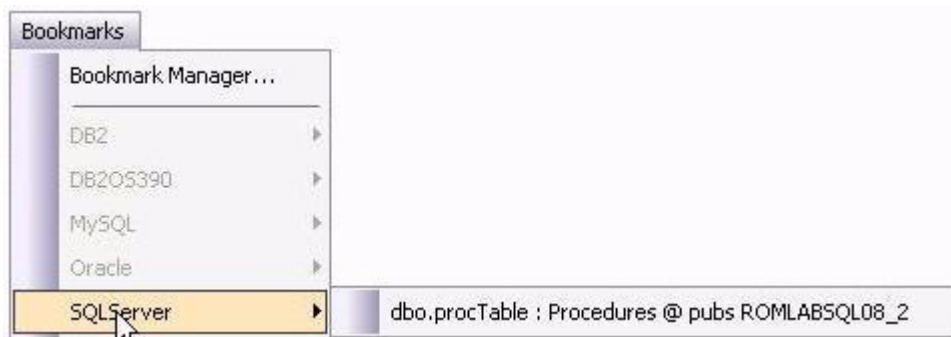 Bookmarks
Bookmark Manager...
DB2
DB2OS390
MySQL
Oracle
SQLServer
dbo.procTable : Procedures @ pubs ROMLABSQL08_2